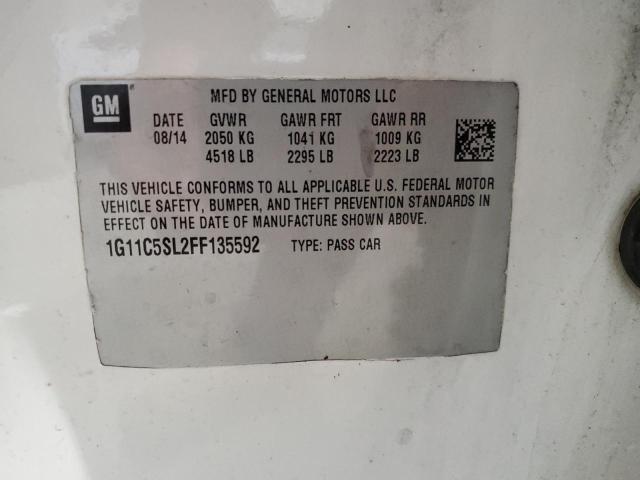 GM
MFD BY GENERAL MOTORS LLC
DATE GVWR GAWR FRT GAWR RR
08/14 2050 KG 1041 KG 1009 KG
4518 LB 2295 LB 2223 LB
THIS VEHICLE CONFORMS TO ALL APPLICABLE U.S. FEDERAL MOTOR
VEHICLE SAFETY, BUMPER, AND THEFT PREVENTION STANDARDS IN
EFFECT ON THE DATE OF MANUFACTURE SHOWN ABOVE.
1G11C5SL2FF135592 TYPE: PASS CAR